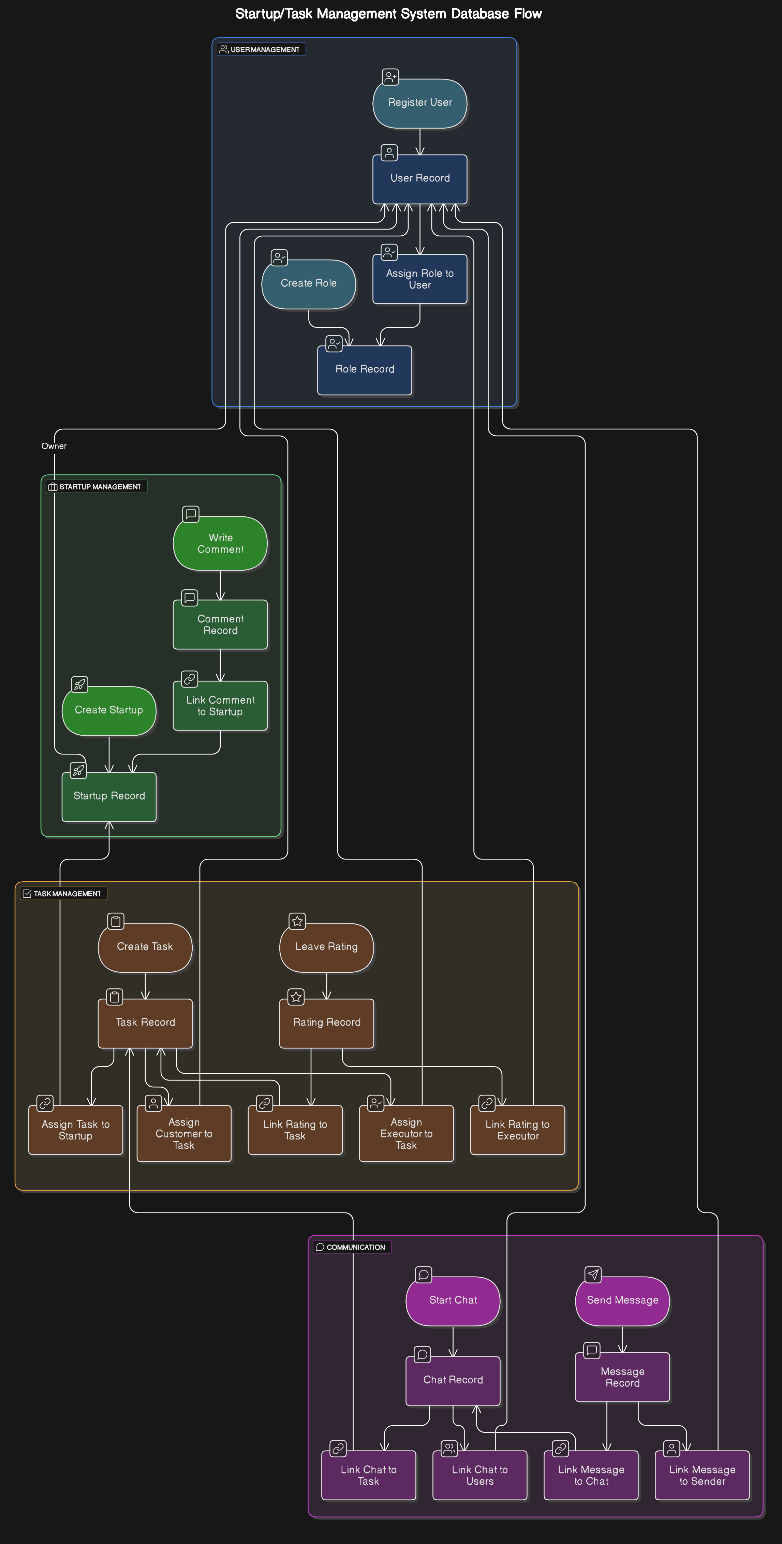 Startup/Task Management System Database Flow
USER MANAGEMENT
Register User
User Record
Create Role
Assign Role to
User
Role Record
Owner
STARTUP MANAGEMENT
Write
Comment
Comment
Record
Link Comment
to Startup
Create Startup
Startup Record
TASK MANAGEMENT
Create Task
Leave Rating
Task Record
Rating Record
Assign Task to
Startup
Assign
Customer to
Task
Link Rating to
Task
Assign
Executor to
Task
Link Rating to
Executor
COMMUNICATION
Start Chat
Send Message
Chat Record
Message
Record
Link Chat to
Task
Link Chat to
Users
Link Message
to Chat
Link Message
to Sender